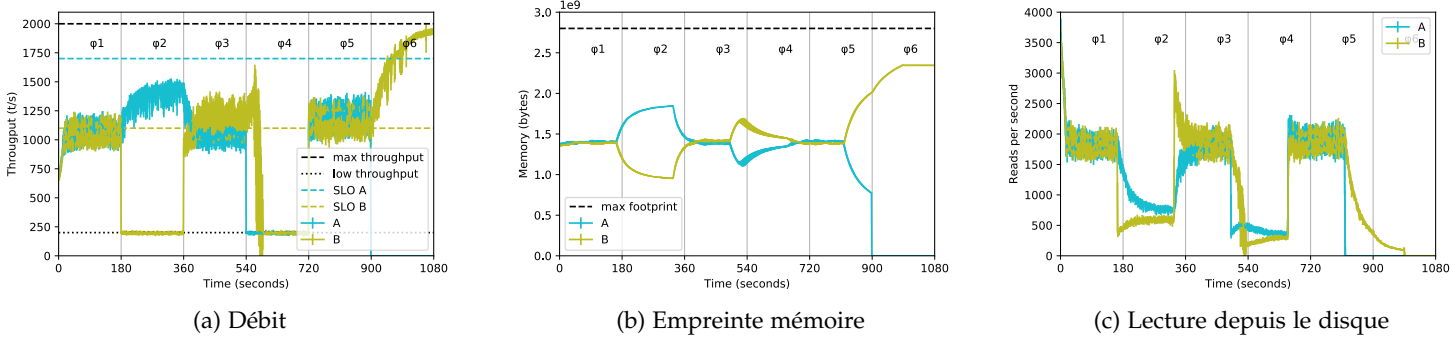 2000
1750
1500
1250
1000
750
500
250
0
Throughput (t/s)
φ1 φ2 φ3 φ4 φ5 φ6
max throughput
low throughput
SLO A
SLO B
A
B
0 180 360 540 720 900 1080
Time (seconds)
(a) Débit
1e9
3.0
2.5
2.0
1.5
1.0
0.5
0.0
Memory (bytes)
φ1 φ2 φ3 φ4 φ5 φ6
max footprint
A
B
0 180 360 540 720 900 1080
Time (seconds)
(b) Empreinte mémoire
4000
3500
3000
2500
2000
1500
1000
500
0
Reads per second
φ1 φ2 φ3 φ4 φ5 φ6
A
B
0 180 360 540 720 900 1080
Time (seconds)
(c) Lecture depuis le disque